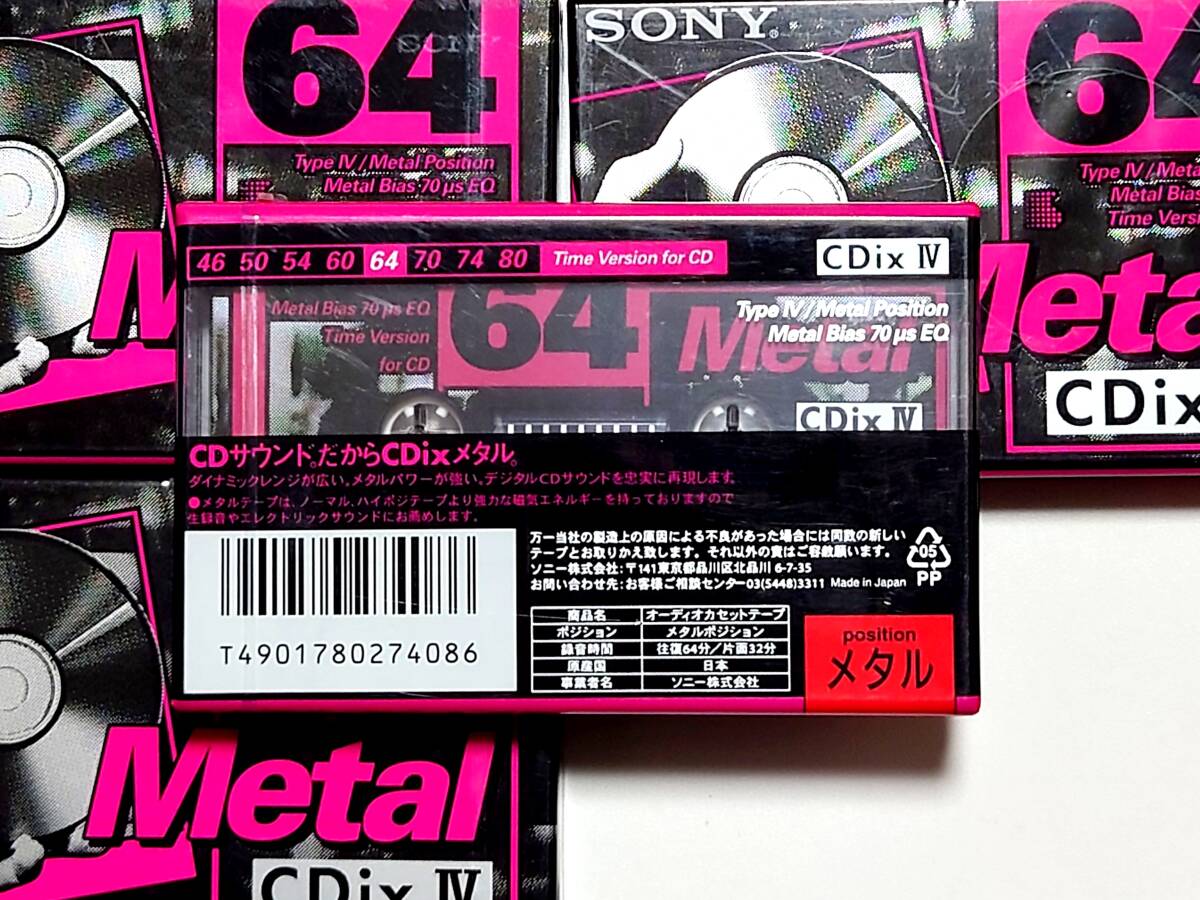 64
SONY
Type IV / Metal Position
Metal Bias 70 μs EQ
SONY
64
Type IV / Meta
Metal Bias
Time Versi
46 50 54 60 64 70 74 80 Time Version for CD
CDix IV
Metal Bias 70 μs EQ
Time Version
for CD
64
Metal
Type IV / Metal Position
Metal Bias 70 μs EQ
CDix IV
CDサウンド。だからCDixメタル。
ダイナミックレンジが広い。メタルパワーが強い。デジタルCDサウンドを忠実に再現します。
●メタルテープは、ノーマル、ハイポジテープより強力な磁気エネルギーを持っておりますので
生録音やエレクトリックサウンドにお薦めします。
T4901780274086
万一当社の製造上の原因による不良があった場合には同数の新しい
テープとお取りかえ致します。それ以外の責はご容赦願います。
ソニー株式会社:〒141東京都品川区北品川 6-7-35
お問い合わせ先:お客様ご相談センター03(5448)3311 Made in Japan
05
PP
商品名 オーディオカセットテープ
ポジション メタルポジション
録音時間 往復64分/片面32分
原産国 日本
事業者名 ソニー株式会社
position
メタル
Meta
CDix
Metal
CDix IV